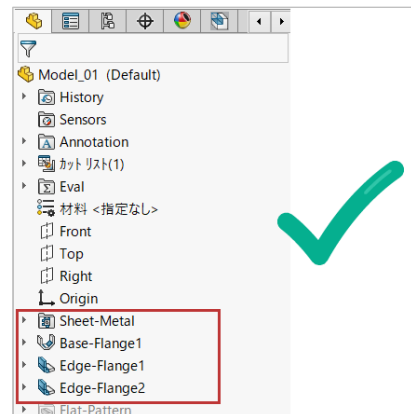 Model_01 (Default)
History
Sensors
Annotation
カット リスト(1)
Eval
材料 <指定なし>
Front
Top
Right
Origin
Sheet-Metal
Base-Flange1
Edge-Flange1
Edge-Flange2
Flat-Pattern